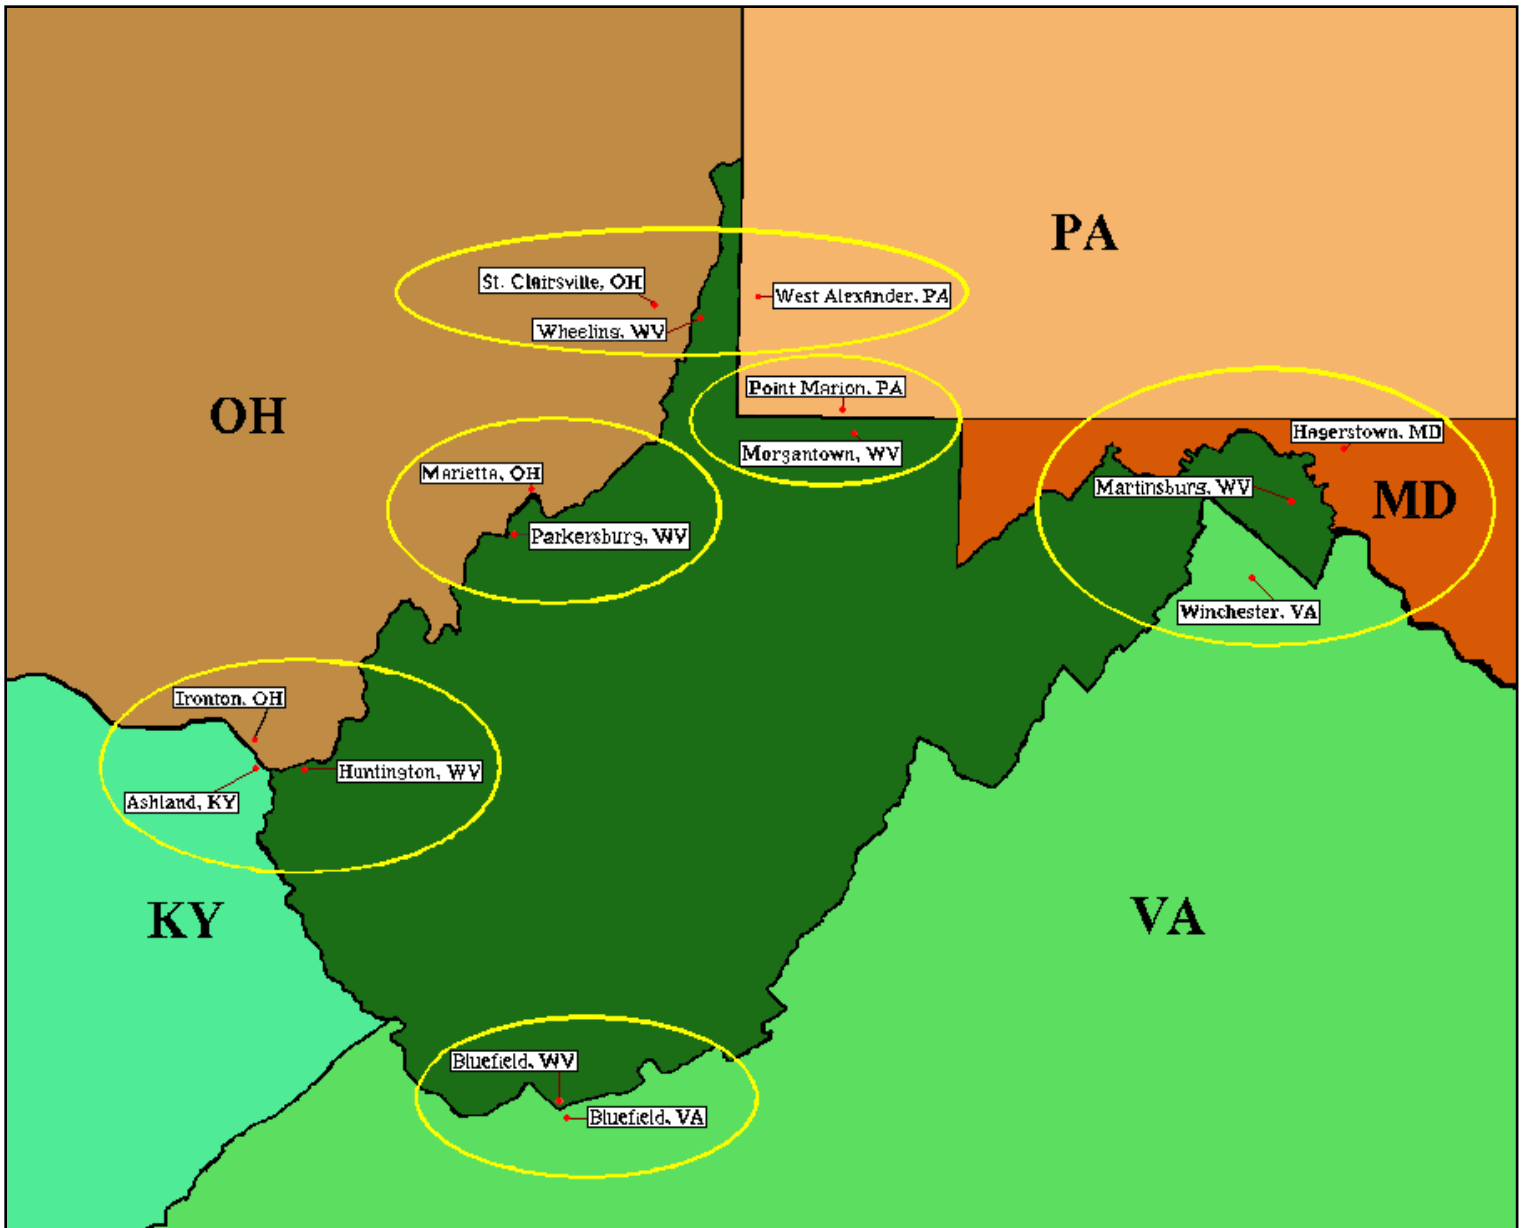 PA
St. Clairsville, OH
West Alexander, PA
Wheeling, WV
Point Marion, PA
OH
Hagerstown, MD
Morgantown, WV
Marietta, OH
Martinsburg, WV
MD
Parkersburg, WV
Winchester, VA
Ironton, OH
Huntington, WV
Ashland, KY
KY
VA
Bluefield, WV
Bluefield, VA